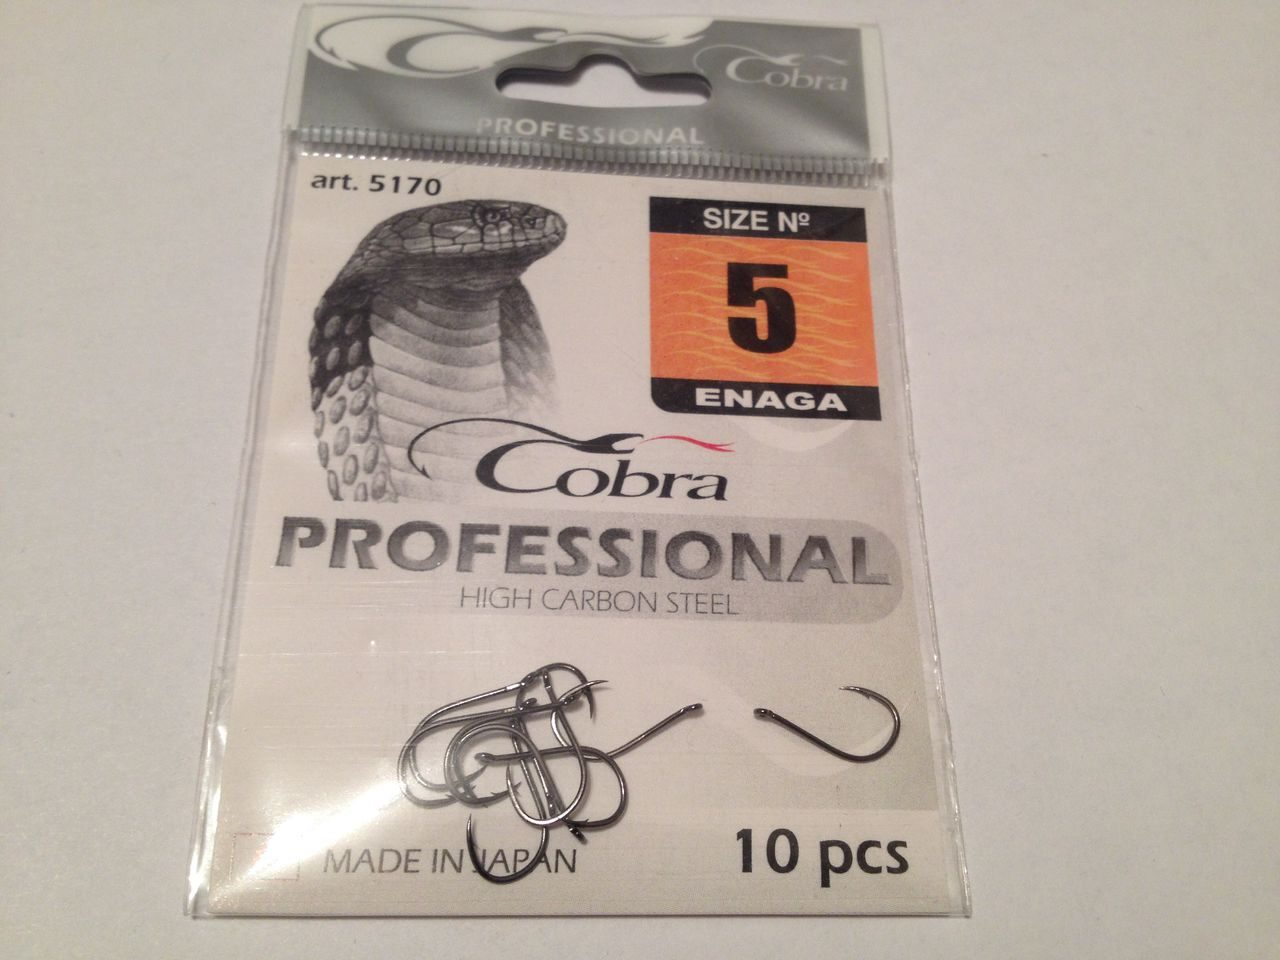 Cobra
PROFESSIONAL
art. 5170
SIZE Nº
5
ENAGA
Cobra
PROFESSIONAL
HIGH CARBON STEEL
MADE IN JAPAN
10 pcs